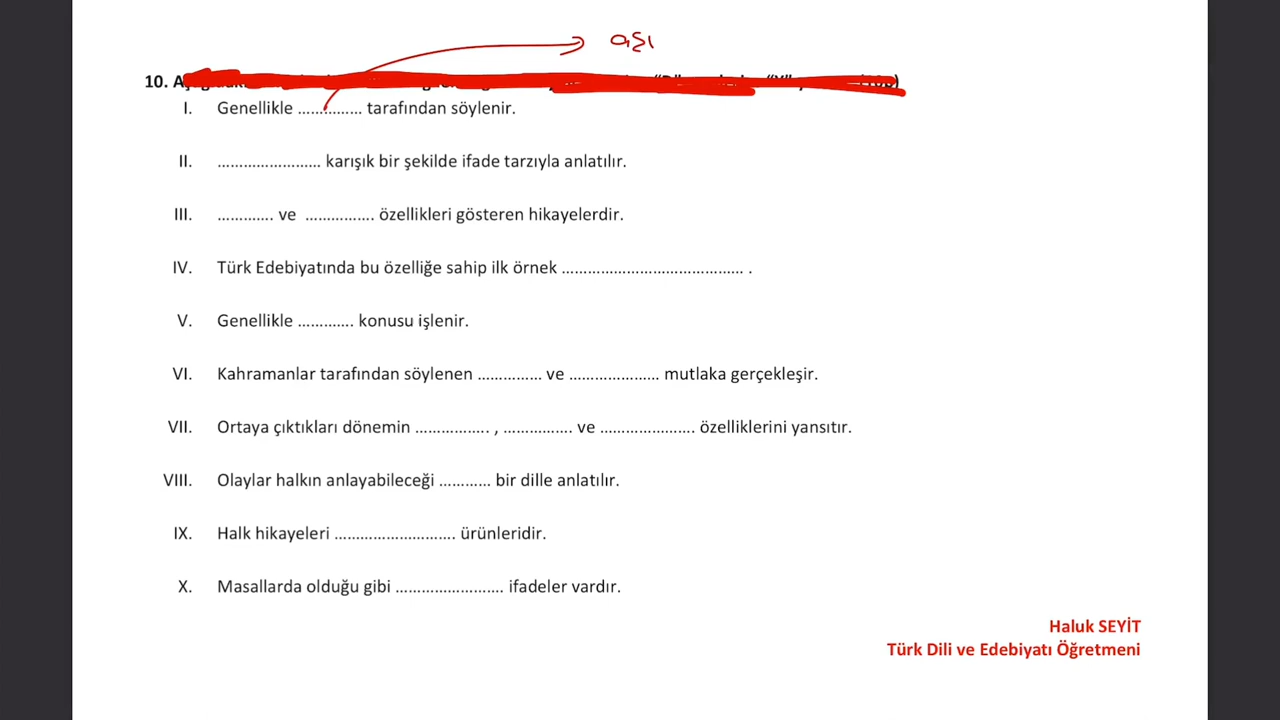 aşı
10.
I. Genellikle .............. tarafından söylenir.
II. ....................... karışık bir şekilde ifade tarzıyla anlatılır.
III. ............ ve ............... özellikleri gösteren hikayelerdir.
IV. Türk Edebiyatında bu özelliğe sahip ilk örnek ......................................... .
V. Genellikle ............ konusu işlenir.
VI. Kahramanlar tarafından söylenen .............. ve .................... mutlaka gerçekleşir.
VII. Ortaya çıktıkları dönemin ................ , ............... ve ..................... özelliklerini yansıtır.
VIII. Olaylar halkın anlayabileceği ........... bir dille anlatılır.
IX. Halk hikayeleri ........................... ürünleridir.
X. Masallarda olduğu gibi ........................ ifadeler vardır.
Haluk SEYİT
Türk Dili ve Edebiyatı Öğretmeni